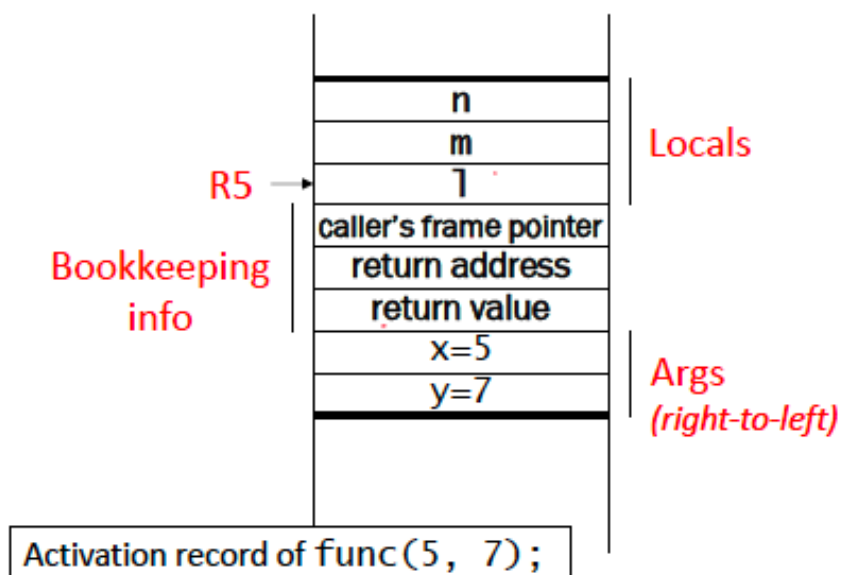 n
m
Locals
R5
l
caller's frame pointer
Bookkeeping
info
return address
return value
x=5
y=7
Args
(right-to-left)
Activation record of func(5, 7);